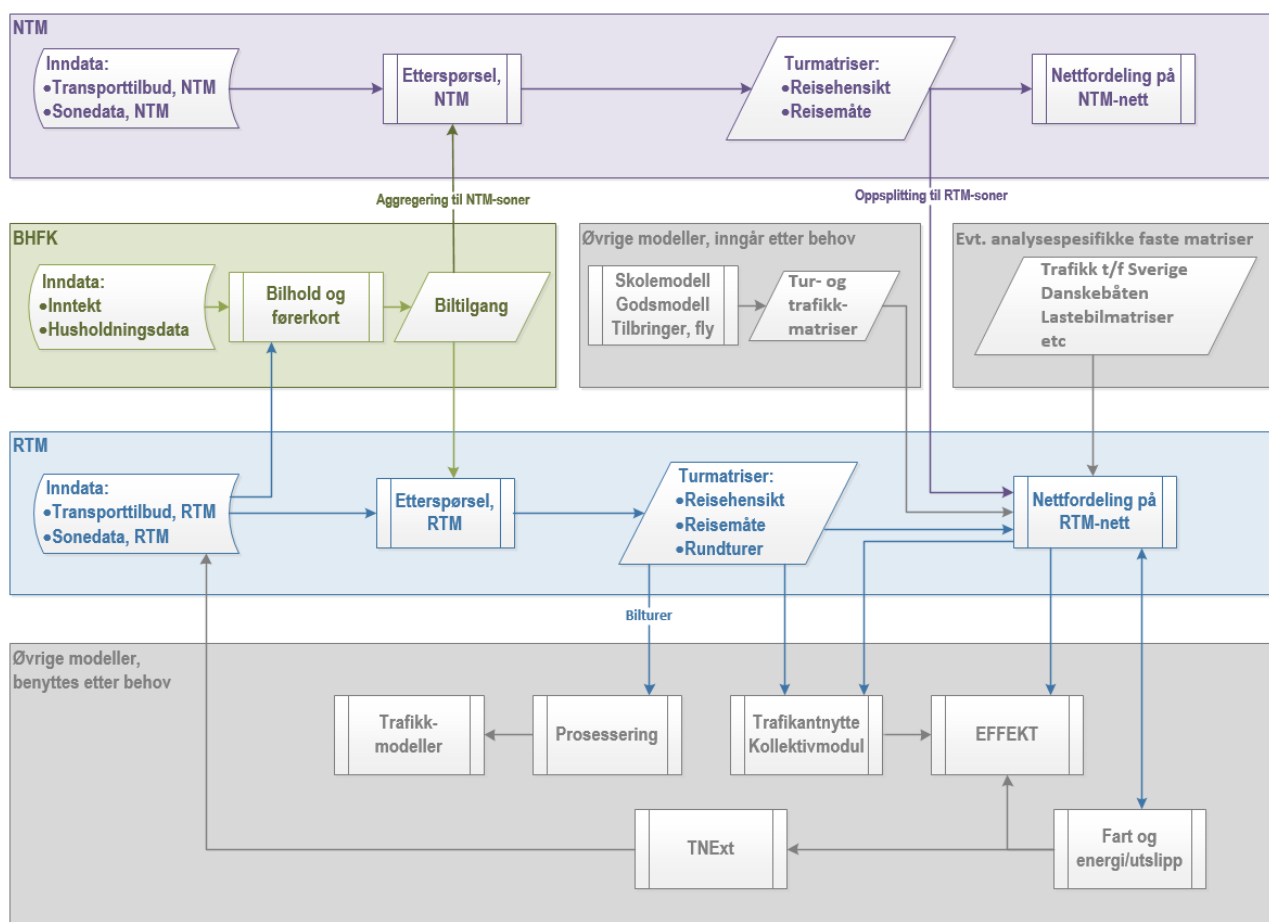 NTM
Inndata:
•Transporttilbud, NTM
•Sonedata, NTM
Etterspørsel,
NTM
Turmatriser:
•Reisehensikt
•Reisemåte
Nettfordeling på
NTM-nett
Aggregering til NTM-soner
Oppsplitting til RTM-soner
BHFK
Inndata:
•Inntekt
•Husholdningsdata
Bilhold og
førerkort
Biltilgang
Øvrige modeller, inngår etter behov
Skolemodell
Godsmodell
Tilbringer, fly
Tur- og
trafikk-
matriser
Evt. analysespesifikke faste matriser
Trafikk t/f Sverige
Danskebåten
Lastebilmatriser
etc
RTM
Inndata:
•Transporttilbud, RTM
•Sonedata, RTM
Etterspørsel,
RTM
Turmatriser:
•Reisehensikt
•Reisemåte
•Rundturer
Nettfordeling på
RTM-nett
Bilturer
Øvrige modeller,
benyttes etter behov
Trafikk-
modeller
Prosessering
Trafikantnytte
Kollektivmodul
EFFEKT
TNExt
Fart og
energi/utslipp